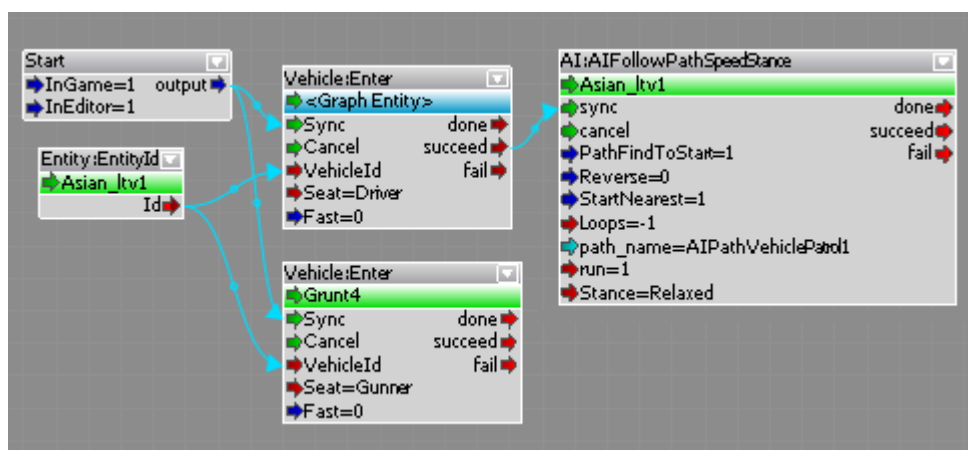 Start
InGame=1 output
InEditor=1
Entity:EntityId
Asian_ltv1
Id
Vehicle:Enter
<Graph Entity>
Sync done
Cancel succeed
VehicleId fail
Seat=Driver
Fast=0
Vehicle:Enter
Grunt4
Sync done
Cancel succeed
VehicleId fail
Seat=Gunner
Fast=0
AI:AIFollowPathSpeedStance
Asian_ltv1
sync done
cancel succeed
PathFindToStart=1 fail
Reverse=0
StartNearest=1
Loops=-1
path_name=AIPathVehiclePatrol1
run=1
Stance=Relaxed